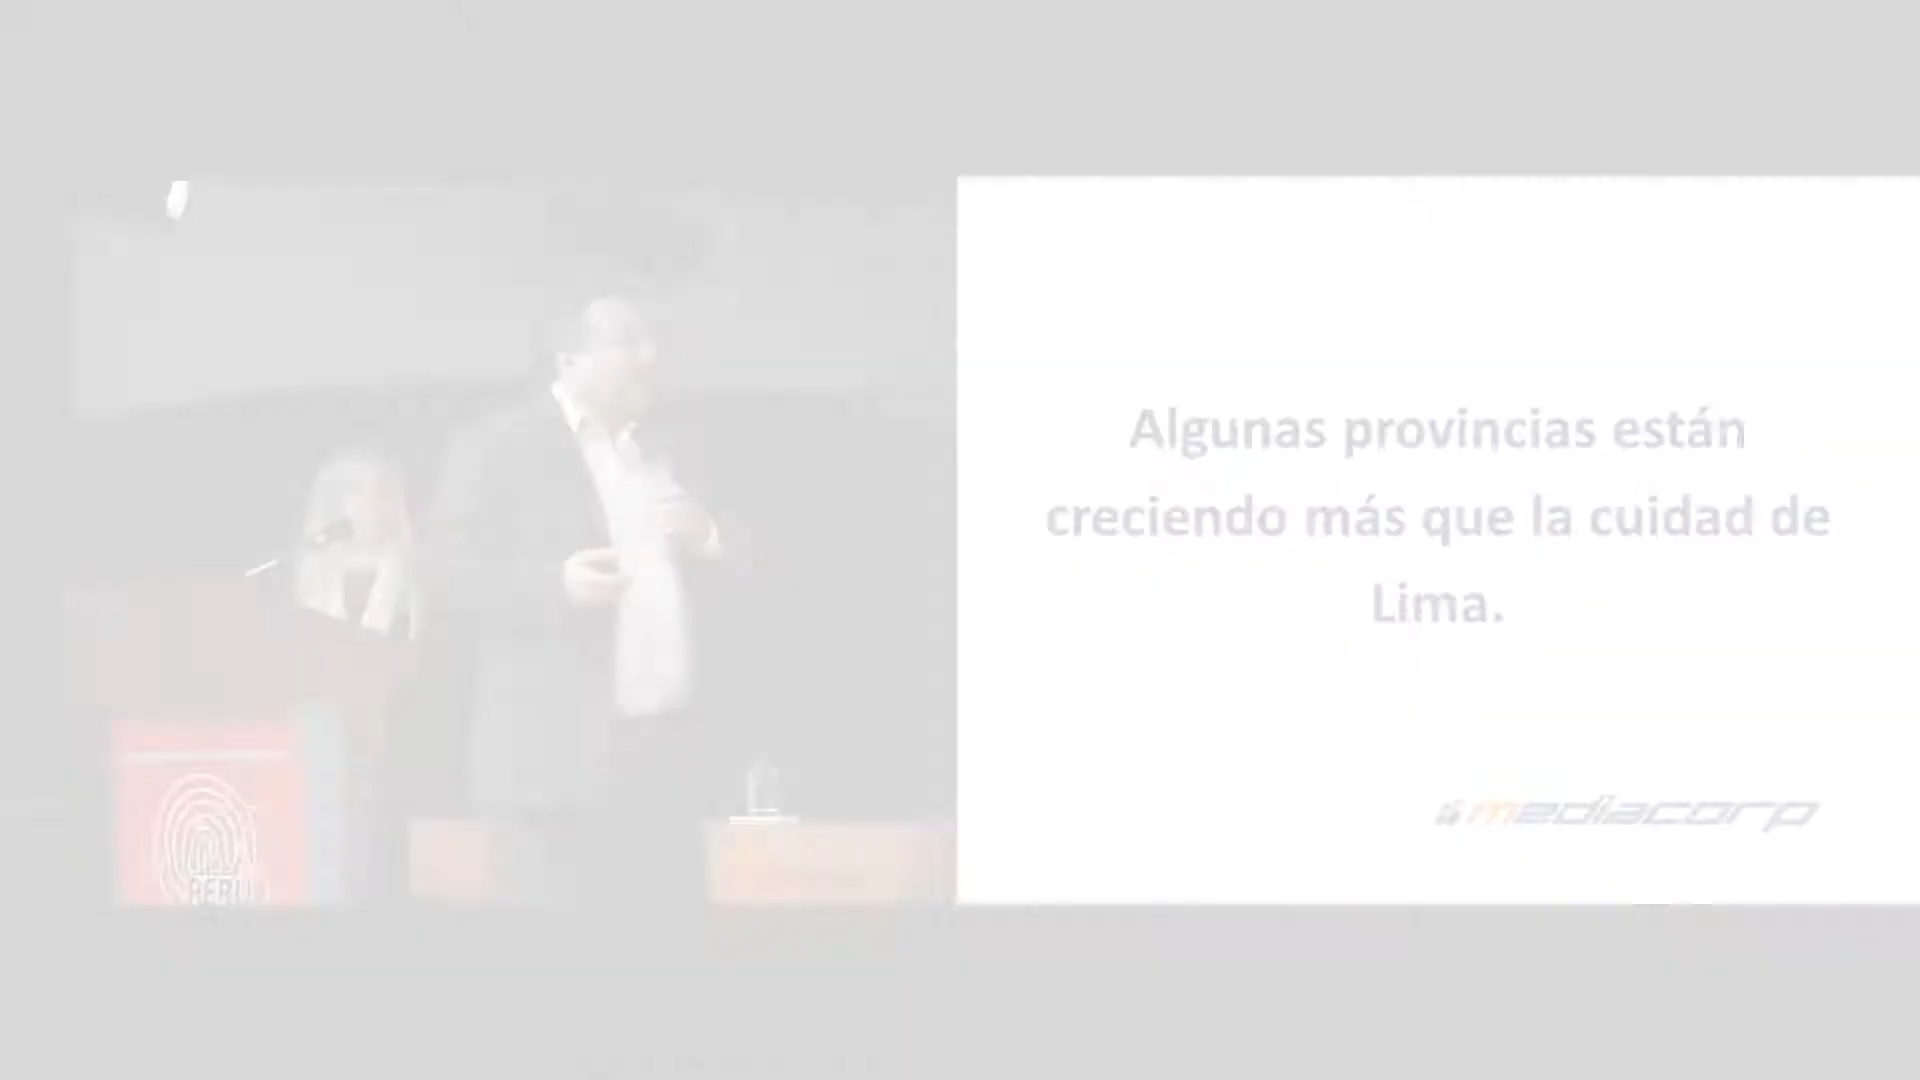 Algunas provincias están
creciendo más que la cuidad de
Lima.
mediacorp
PERU